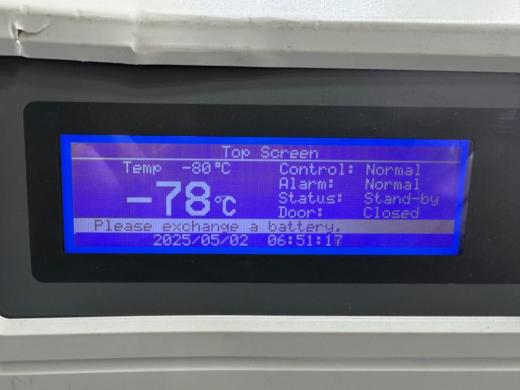 Top Screen
Temp -80℃ Control: Normal
Alarm: Normal
-78℃ Status: Stand-by
Door: Closed
Please exchange a battery.
2025/05/02 06:51:17